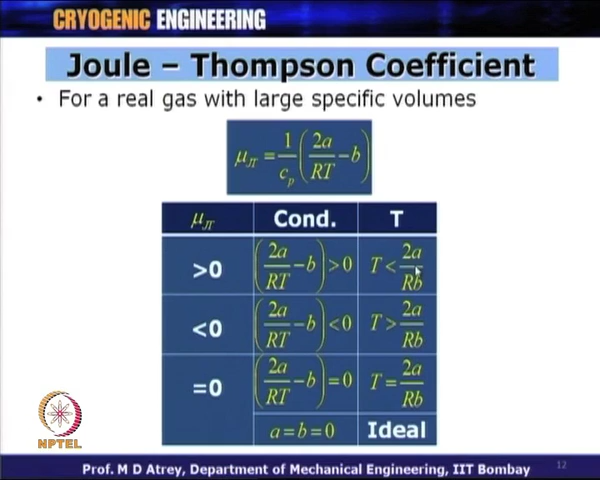 CRYOGENIC ENGINEERING
Joule – Thompson Coefficient
• For a real gas with large specific volumes
μ_JT = 1/c_p (2a/RT − b)
μ_JT Cond. T
>0 (2a/RT − b) > 0 T < 2a/Rb
<0 (2a/RT − b) < 0 T > 2a/Rb
=0 (2a/RT − b) = 0 T = 2a/Rb
a = b = 0 Ideal
NPTEL
Prof. M D Atrey, Department of Mechanical Engineering, IIT Bombay 12